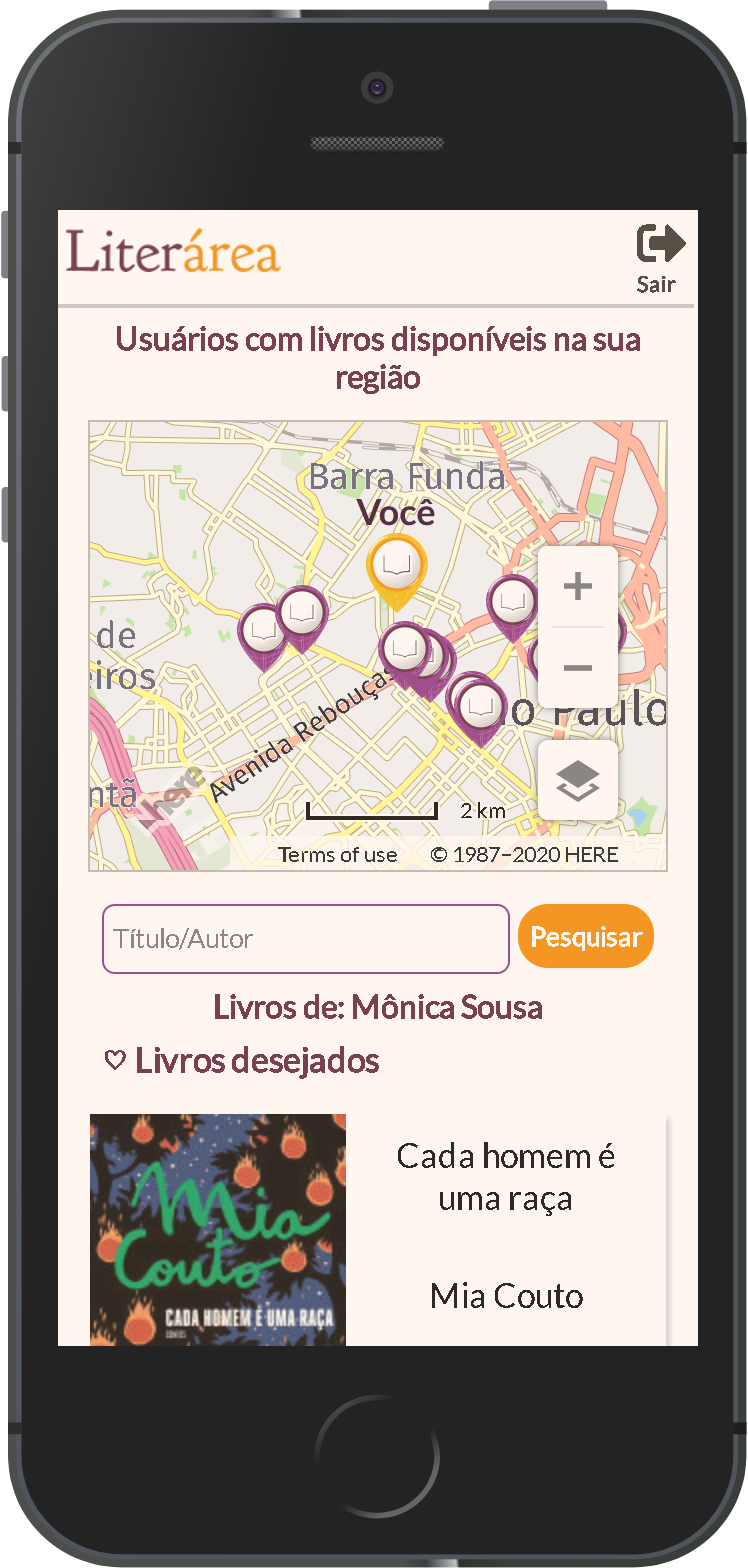 Literárea
Sair
Usuários com livros disponíveis na sua
região
Barra Funda
Você
de
eiros
Avenida Rebouças
o Paulo
ntã
here
2 km
Terms of use © 1987–2020 HERE
Título/Autor
Pesquisar
Livros de: Mônica Sousa
Livros desejados
Mia
Couto
CADA HOMEM É UMA RAÇA
CONTOS
Cada homem é
uma raça
Mia Couto